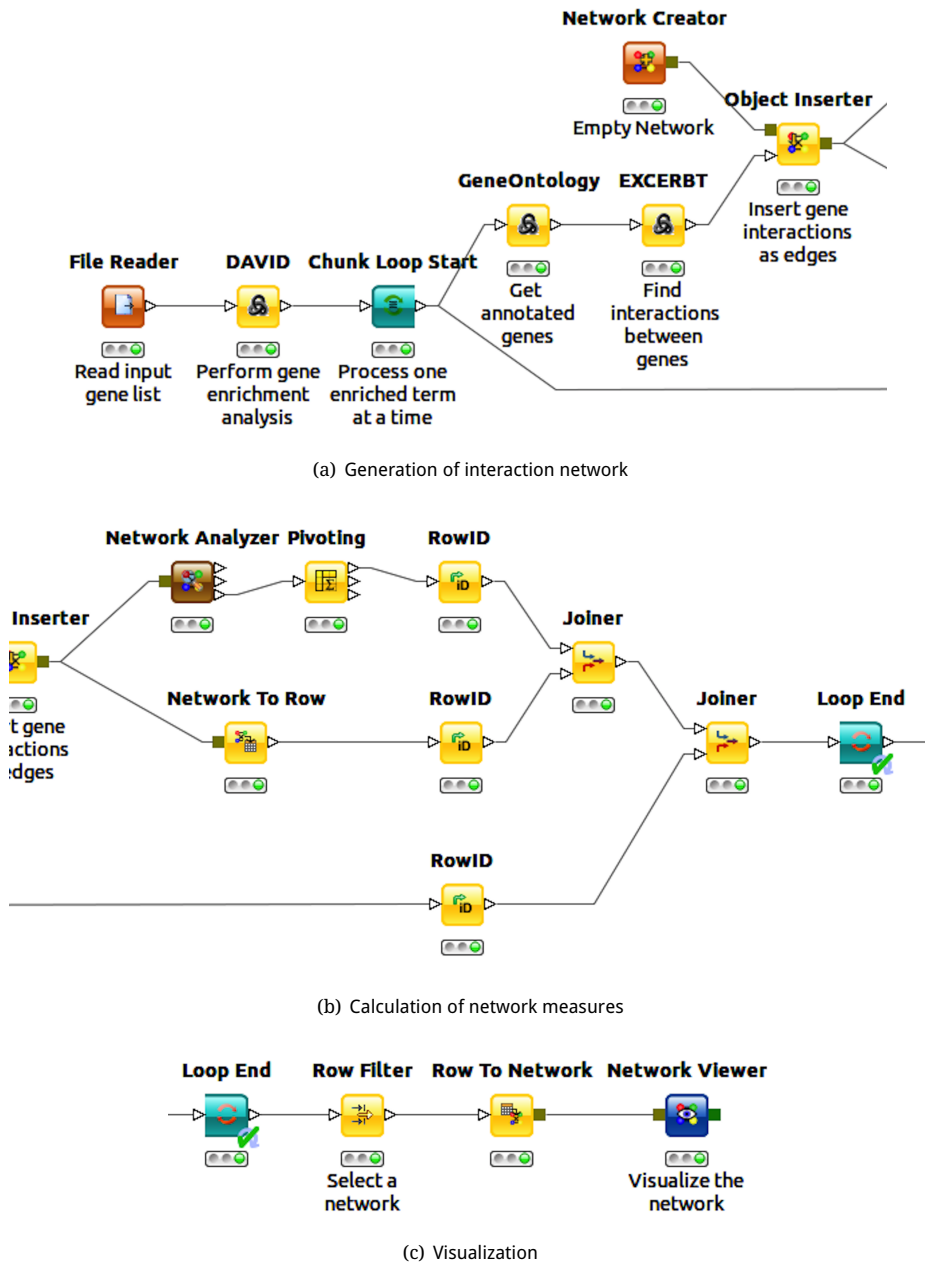 Network Creator
Empty Network
Object Inserter
Insert gene
interactions
as edges
GeneOntology
Get
annotated
genes
EXCERBT
Find
interactions
between
genes
File Reader
Read input
gene list
DAVID
Perform gene
enrichment
analysis
Chunk Loop Start
Process one
enriched term
at a time
(a) Generation of interaction network
Network Analyzer
Pivoting
RowID
Inserter
rt gene
actions
edges
Joiner
Network To Row
RowID
Joiner
Loop End
RowID
(b) Calculation of network measures
Loop End
Row Filter
Select a
network
Row To Network
Network Viewer
Visualize the
network
(c) Visualization